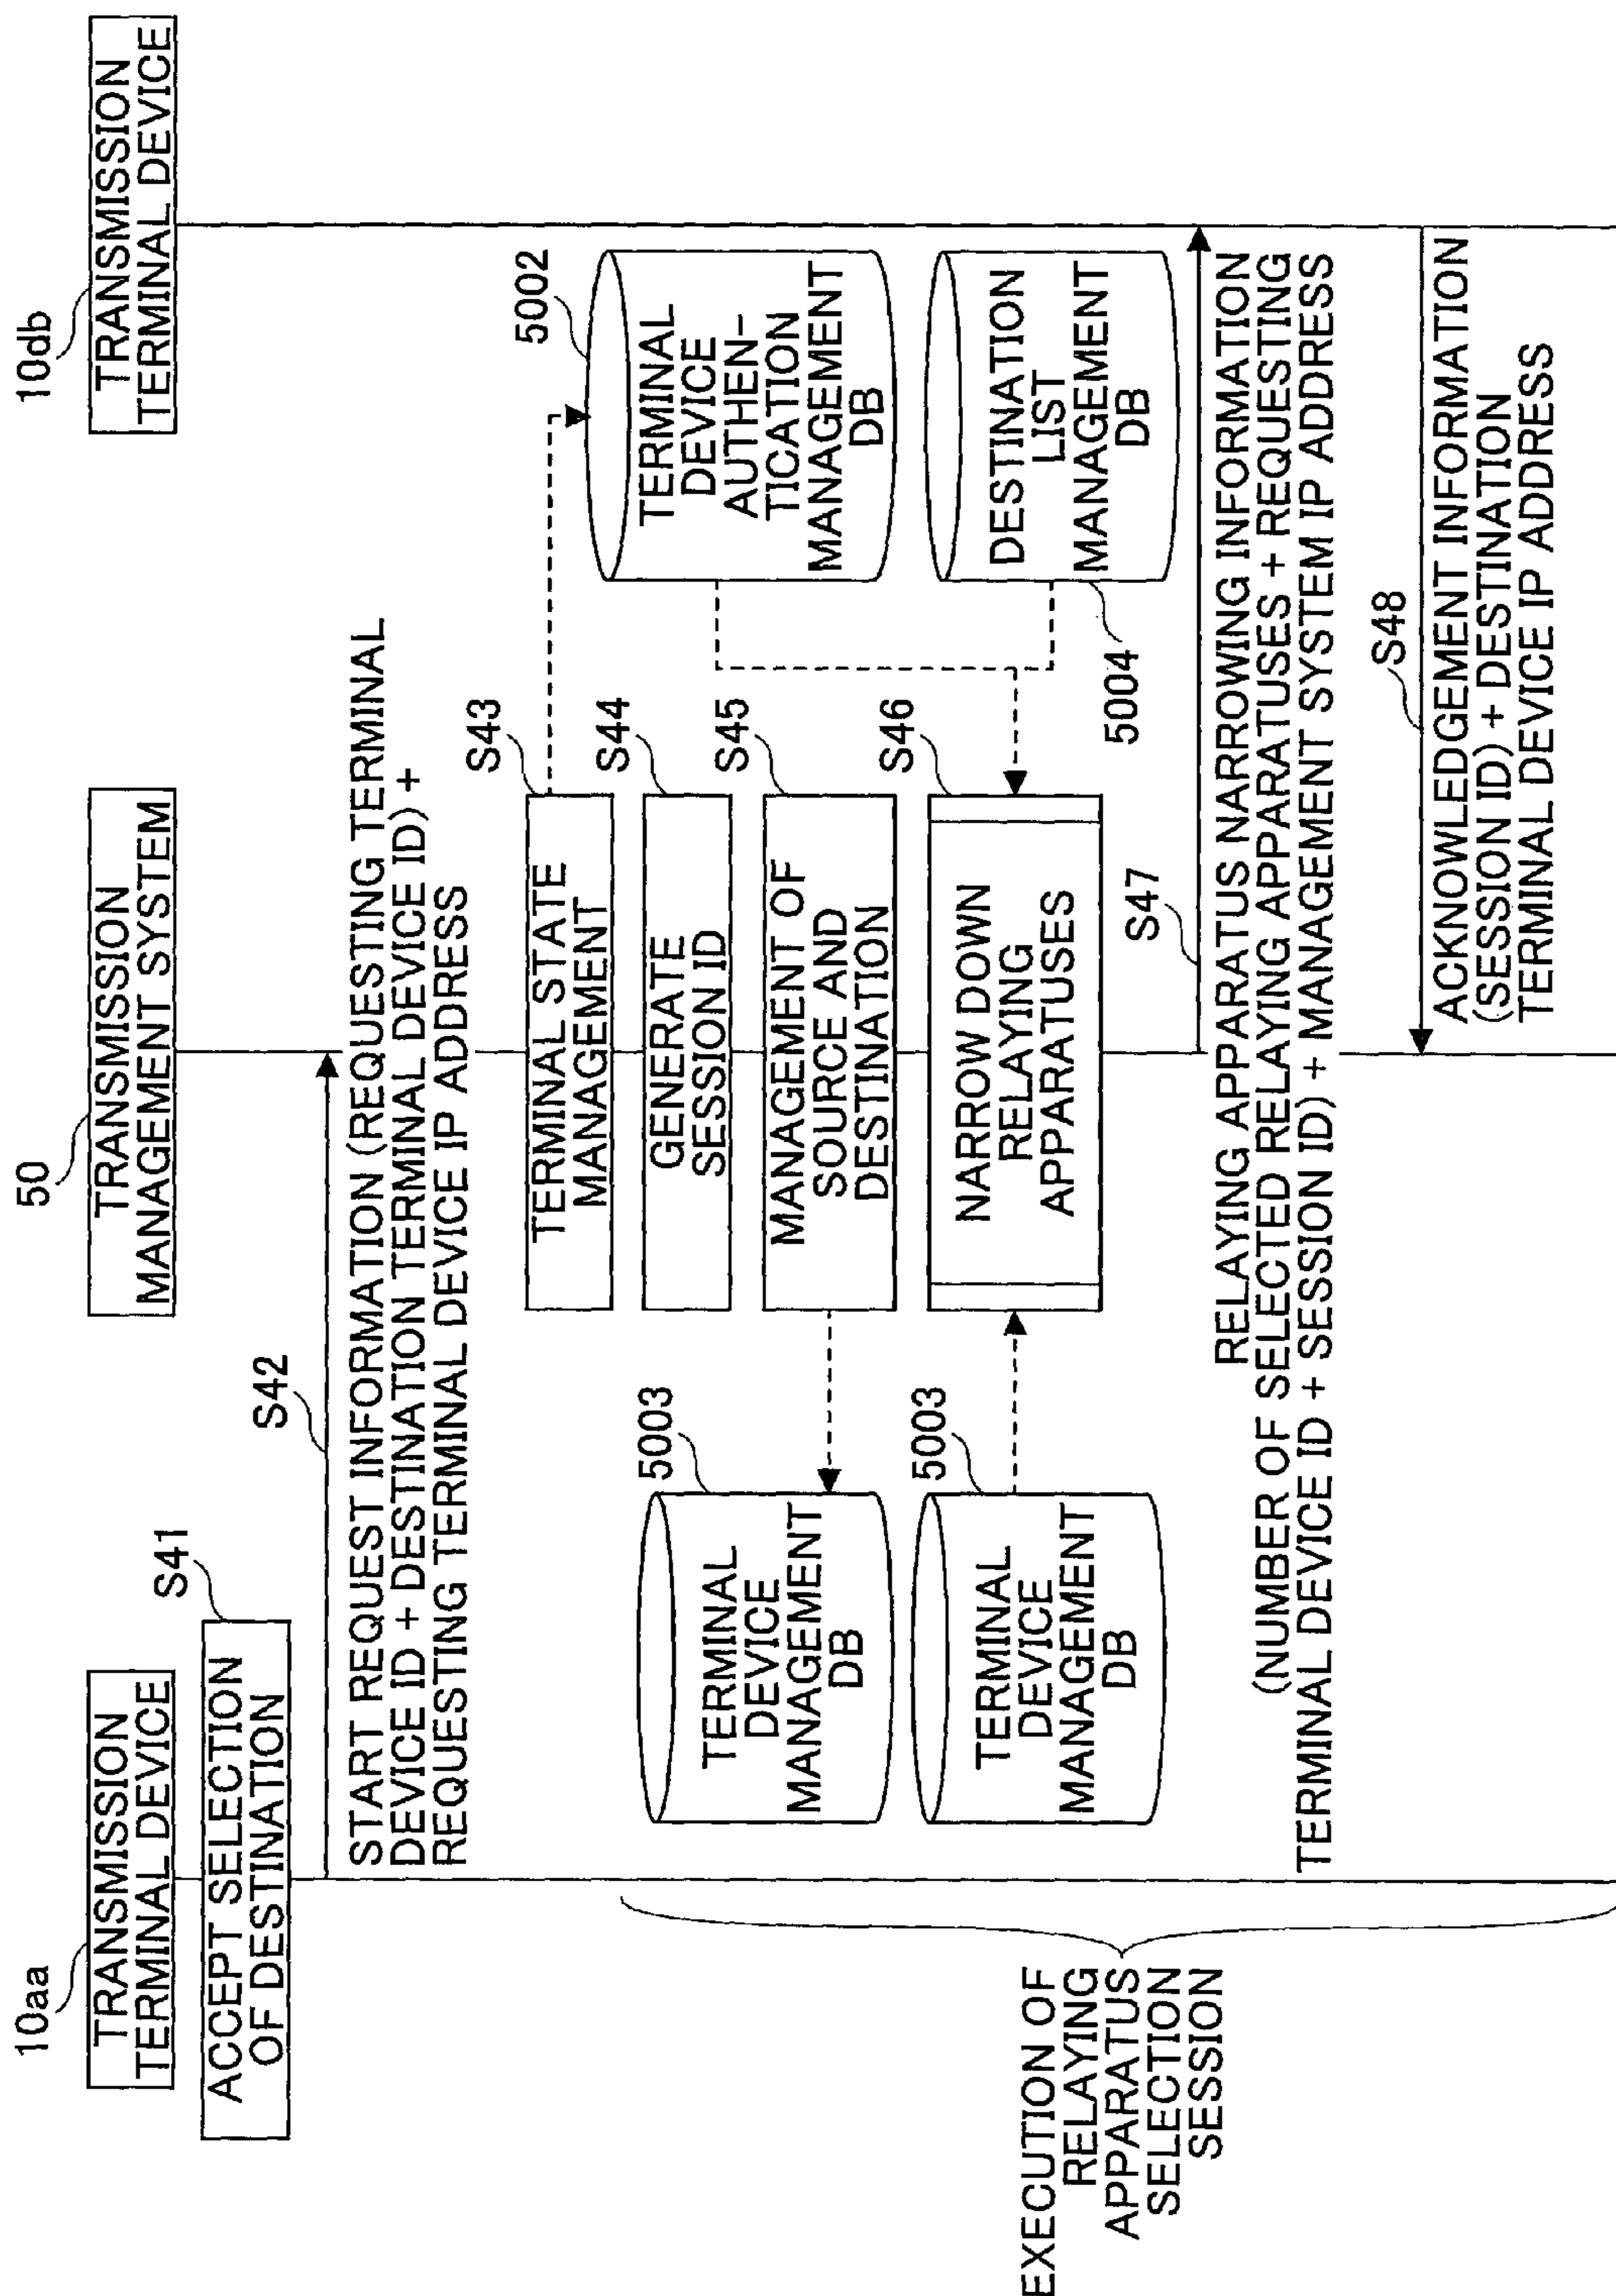 10aa
TRANSMISSION
TERMINAL DEVICE
50
TRANSMISSION
MANAGEMENT SYSTEM
10db
TRANSMISSION
TERMINAL DEVICE
S41
ACCEPT SELECTION
OF DESTINATION
S42
START REQUEST INFORMATION (REQUESTING TERMINAL
DEVICE ID + DESTINATION TERMINAL DEVICE ID) +
REQUESTING TERMINAL DEVICE IP ADDRESS
S43
TERMINAL STATE
MANAGEMENT
5002
TERMINAL
DEVICE
AUTHEN-
TICATION
MANAGEMENT
DB
S44
GENERATE
SESSION ID
S45
MANAGEMENT OF
SOURCE AND
DESTINATION
5003
TERMINAL
DEVICE
MANAGEMENT
DB
S46
NARROW DOWN
RELAYING
APPARATUSES
5003
TERMINAL
DEVICE
MANAGEMENT
DB
DESTINATION
LIST
MANAGEMENT
DB
5004
S47
RELAYING APPARATUS NARROWING INFORMATION
(NUMBER OF SELECTED RELAYING APPARATUSES + REQUESTING
TERMINAL DEVICE ID + SESSION ID) + MANAGEMENT SYSTEM IP ADDRESS
S48
ACKNOWLEDGEMENT INFORMATION
(SESSION ID) + DESTINATION
TERMINAL DEVICE IP ADDRESS
EXECUTION OF
RELAYING
APPARATUS
SELECTION
SESSION